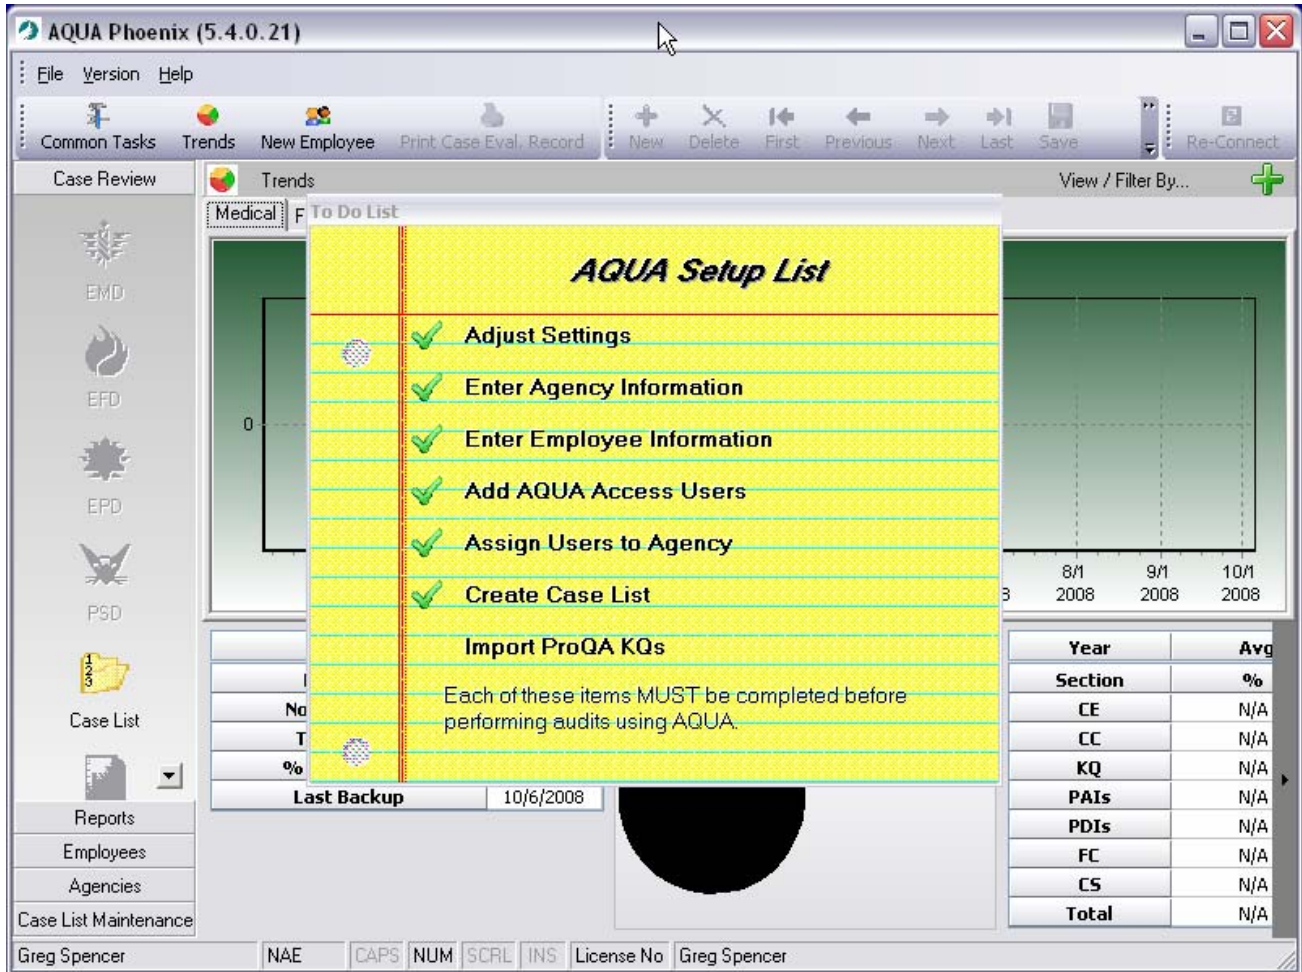 AQUA Phoenix (5.4.0.21)
File Version Help
Common Tasks Trends New Employee Print Case Eval. Record New Delete First Previous Next Last Save Re-Connect
Case Review
Trends
View / Filter By...
Medical F
To Do List
AQUA Setup List
Adjust Settings
Enter Agency Information
Enter Employee Information
Add AQUA Access Users
Assign Users to Agency
Create Case List
Import ProQA KQs
Each of these items MUST be completed before
performing audits using AQUA.
EMD
EFD
EPD
PSD
1
2
3
Case List
Reports
Employees
Agencies
Case List Maintenance
0
8/1 9/1 10/1
3 2008 2008 2008
No
T
%
Last Backup 10/6/2008
Year Avg
Section %
CE N/A
CC N/A
KQ N/A
PAIs N/A
PDIs N/A
FC N/A
CS N/A
Total N/A
Greg Spencer NAE CAPS NUM SCRL INS License No Greg Spencer